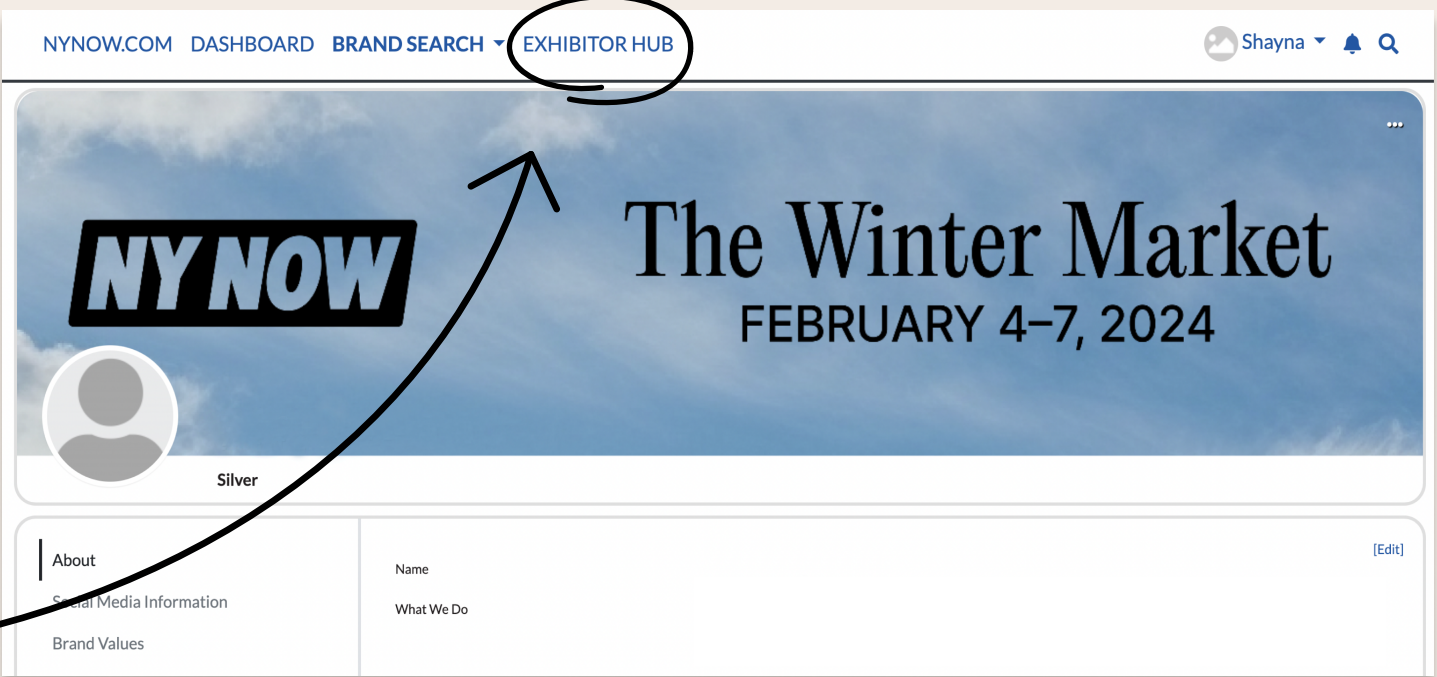 NYNOW.COM DASHBOARD BRAND SEARCH EXHIBITOR HUB Shayna
NY NOW
The Winter Market
FEBRUARY 4–7, 2024
Silver
About
Social Media Information
Brand Values
[Edit]
Name
What We Do